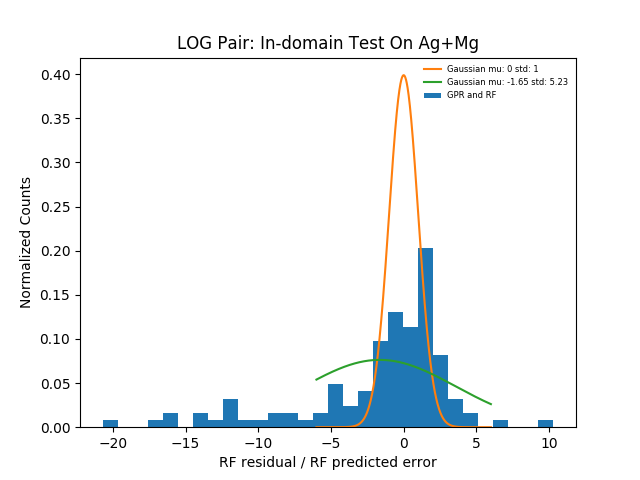 LOG Pair: In-domain Test On Ag+Mg
Gaussian mu: 0 std: 1
Gaussian mu: -1.65 std: 5.23
GPR and RF
Normalized Counts
0.40
0.35
0.30
0.25
0.20
0.15
0.10
0.05
0.00
−20 −15 −10 −5 0 5 10
RF residual / RF predicted error